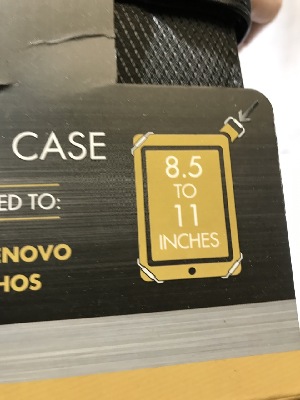 CASE
ED TO:
ENOVO
HOS
8.5
TO
11
INCHES